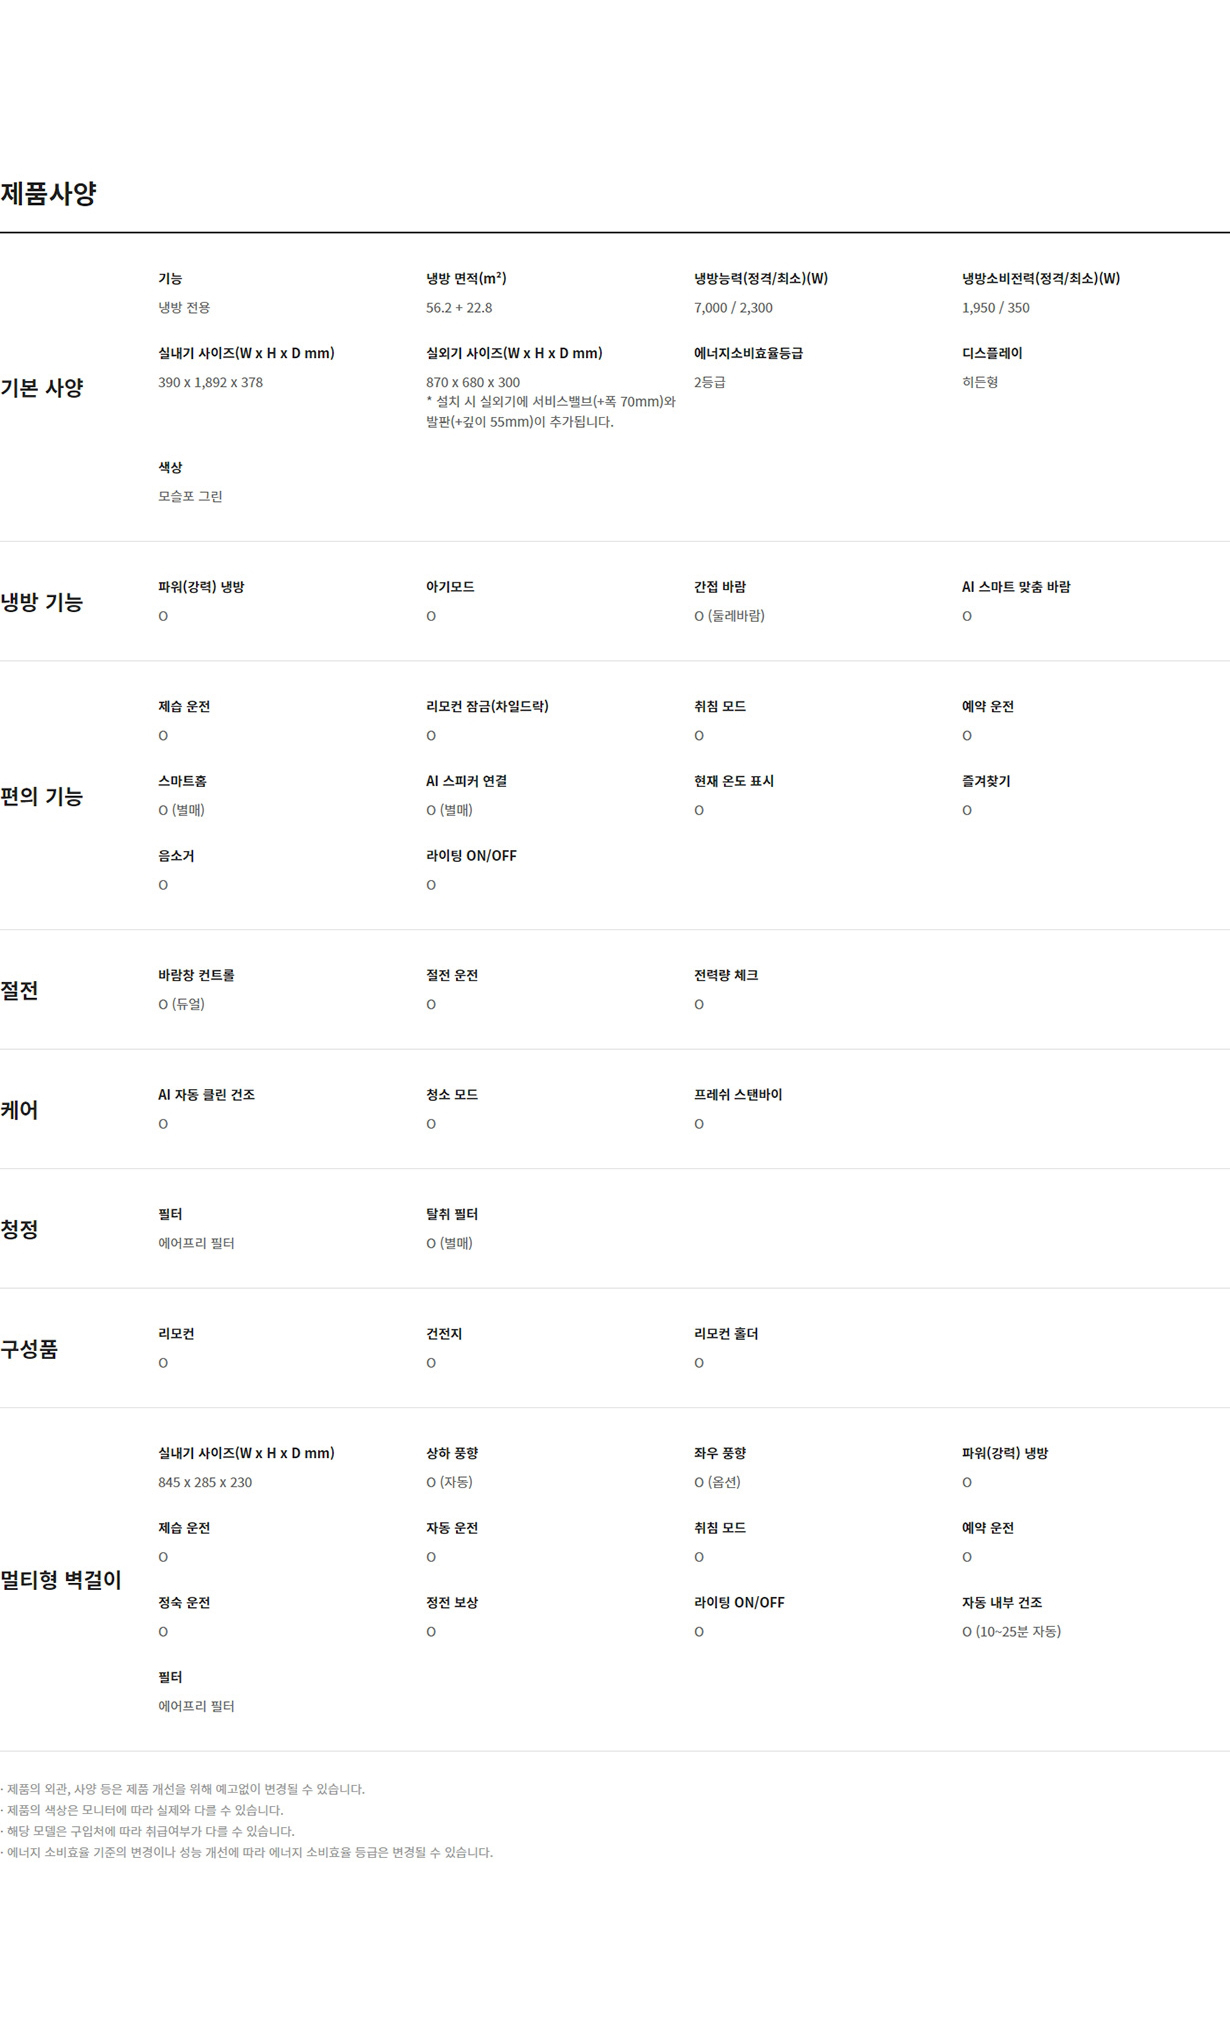 제품사양
기본 사양
기능
냉방 전용
냉방 면적(m²)
56.2 + 22.8
냉방능력(정격/최소)(W)
7,000 / 2,300
냉방소비전력(정격/최소)(W)
1,950 / 350
실내기 사이즈(W x H x D mm)
390 x 1,892 x 378
실외기 사이즈(W x H x D mm)
870 x 680 x 300
* 설치 시 실외기에 서비스밸브(+폭 70mm)와
발판(+깊이 55mm)이 추가됩니다.
에너지소비효율등급
2등급
디스플레이
히든형
색상
모슬포 그린
냉방 기능
파워(강력) 냉방
O
아기모드
O
간접 바람
O (둘레바람)
AI 스마트 맞춤 바람
O
편의 기능
제습 운전
O
리모컨 잠금(차일드락)
O
취침 모드
O
예약 운전
O
스마트홈
O (별매)
AI 스피커 연결
O (별매)
현재 온도 표시
O
즐겨찾기
O
음소거
O
라이팅 ON/OFF
O
절전
바람창 컨트롤
O (듀얼)
절전 운전
O
전력량 체크
O
케어
AI 자동 클린 건조
O
청소 모드
O
프레쉬 스탠바이
O
청정
필터
에어프리 필터
탈취 필터
O (별매)
구성품
리모컨
O
건전지
O
리모컨 홀더
O
멀티형 벽걸이
실내기 사이즈(W x H x D mm)
845 x 285 x 230
상하 풍향
O (자동)
좌우 풍향
O (옵션)
파워(강력) 냉방
O
제습 운전
O
자동 운전
O
취침 모드
O
예약 운전
O
정숙 운전
O
정전 보상
O
라이팅 ON/OFF
O
자동 내부 건조
O (10~25분 자동)
필터
에어프리 필터
· 제품의 외관, 사양 등은 제품 개선을 위해 예고없이 변경될 수 있습니다.
· 제품의 색상은 모니터에 따라 실제와 다를 수 있습니다.
· 해당 모델은 구입처에 따라 취급여부가 다를 수 있습니다.
· 에너지 소비효율 기준의 변경이나 성능 개선에 따라 에너지 소비효율 등급은 변경될 수 있습니다.